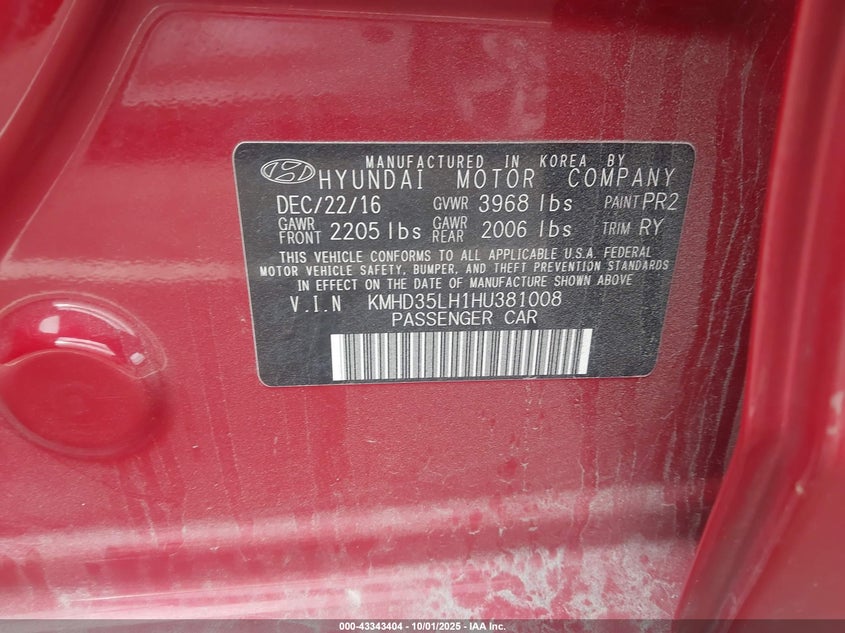 MANUFACTURED IN KOREA BY
HYUNDAI MOTOR COMPANY
DEC/22/16 GVWR 3968 lbs PAINT PR2
GAWR FRONT 2205 lbs GAWR REAR 2006 lbs TRIM RY
THIS VEHICLE CONFORMS TO ALL APPLICABLE U.S.A. FEDERAL
MOTOR VEHICLE SAFETY, BUMPER, AND THEFT PREVENTION STANDARDS
IN EFFECT ON THE DATE OF MANUFACTURE SHOWN ABOVE
V.I.N KMHD35LH1HU381008
PASSENGER CAR
000-43343404 | 10/01/2025 - IAA Inc.